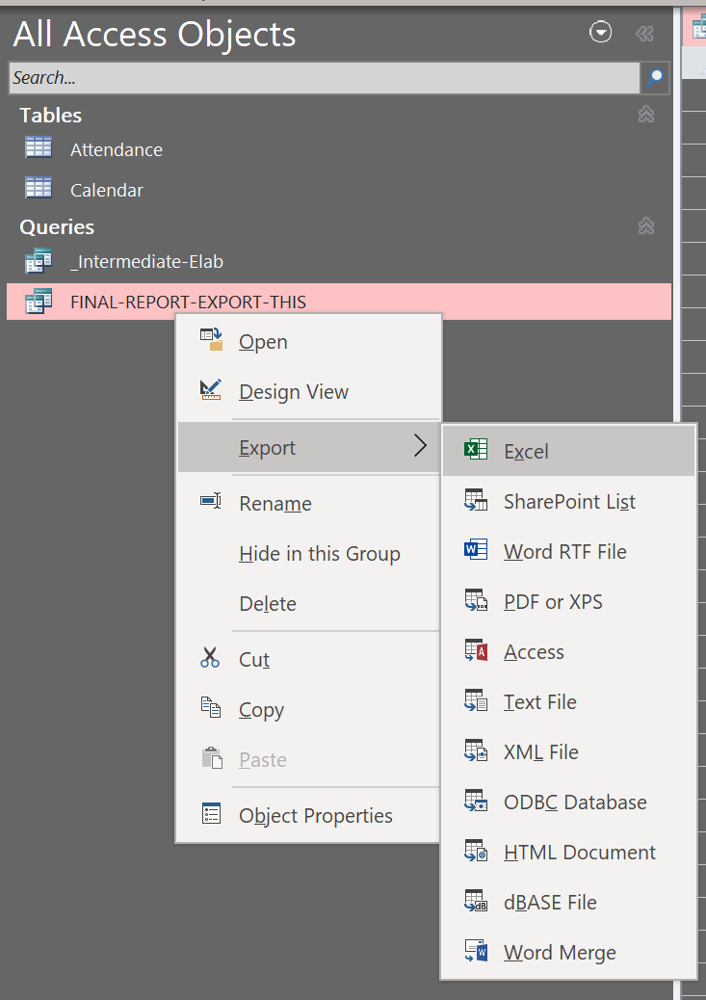 All Access Objects
Search...
Tables
Attendance
Calendar
Queries
_Intermediate-Elab
FINAL-REPORT-EXPORT-THIS
Open
Design View
Export
Rename
Hide in this Group
Delete
Cut
Copy
Paste
Object Properties
Excel
SharePoint List
Word RTF File
PDF or XPS
Access
Text File
XML File
ODBC Database
HTML Document
dBASE File
Word Merge